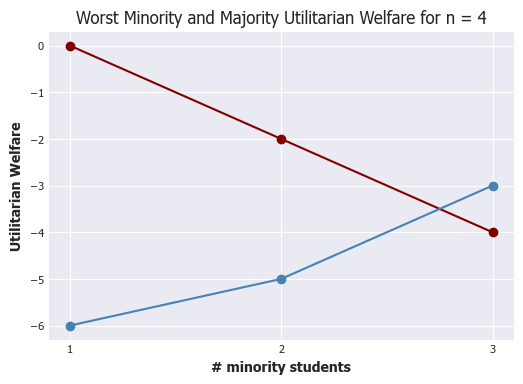 Worst Minority and Majority Utilitarian Welfare for n = 4
0
−1
−2
−3
−4
−5
−6
Utilitarian Welfare
1 2 3
# minority students